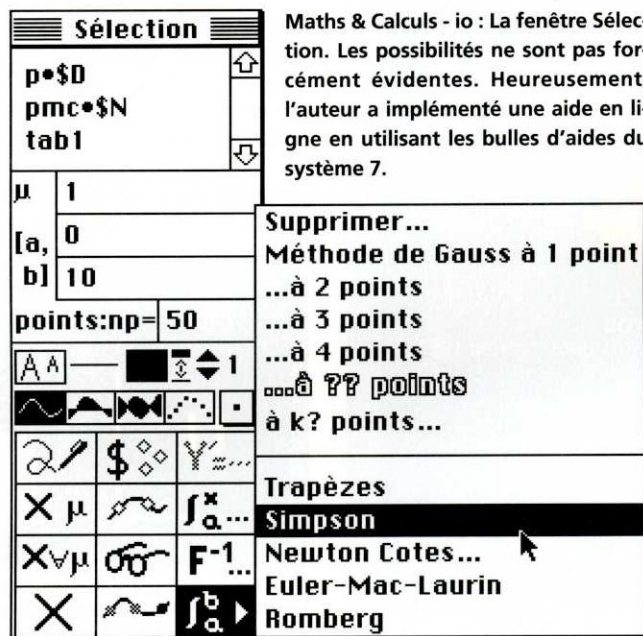 Sélection
p•$D
pmc•$N
tab1
µ 1
[a, 0
b] 10
points:np= 50
A A 1
$ Y′=...
X µ ∫ x a ...
X∀µ F-1...
X ∫ b a
Maths & Calculs - io : La fenêtre Sélec-
tion. Les possibilités ne sont pas for-
cément évidentes. Heureusement
l'auteur a implémenté une aide en li-
gne en utilisant les bulles d'aides du
système 7.
Supprimer...
Méthode de Gauss à 1 point
...à 2 points
...à 3 points
...à 4 points
...à ?? points
à k? points...
Trapèzes
Simpson
Newton Cotes...
Euler-Mac-Laurin
Romberg